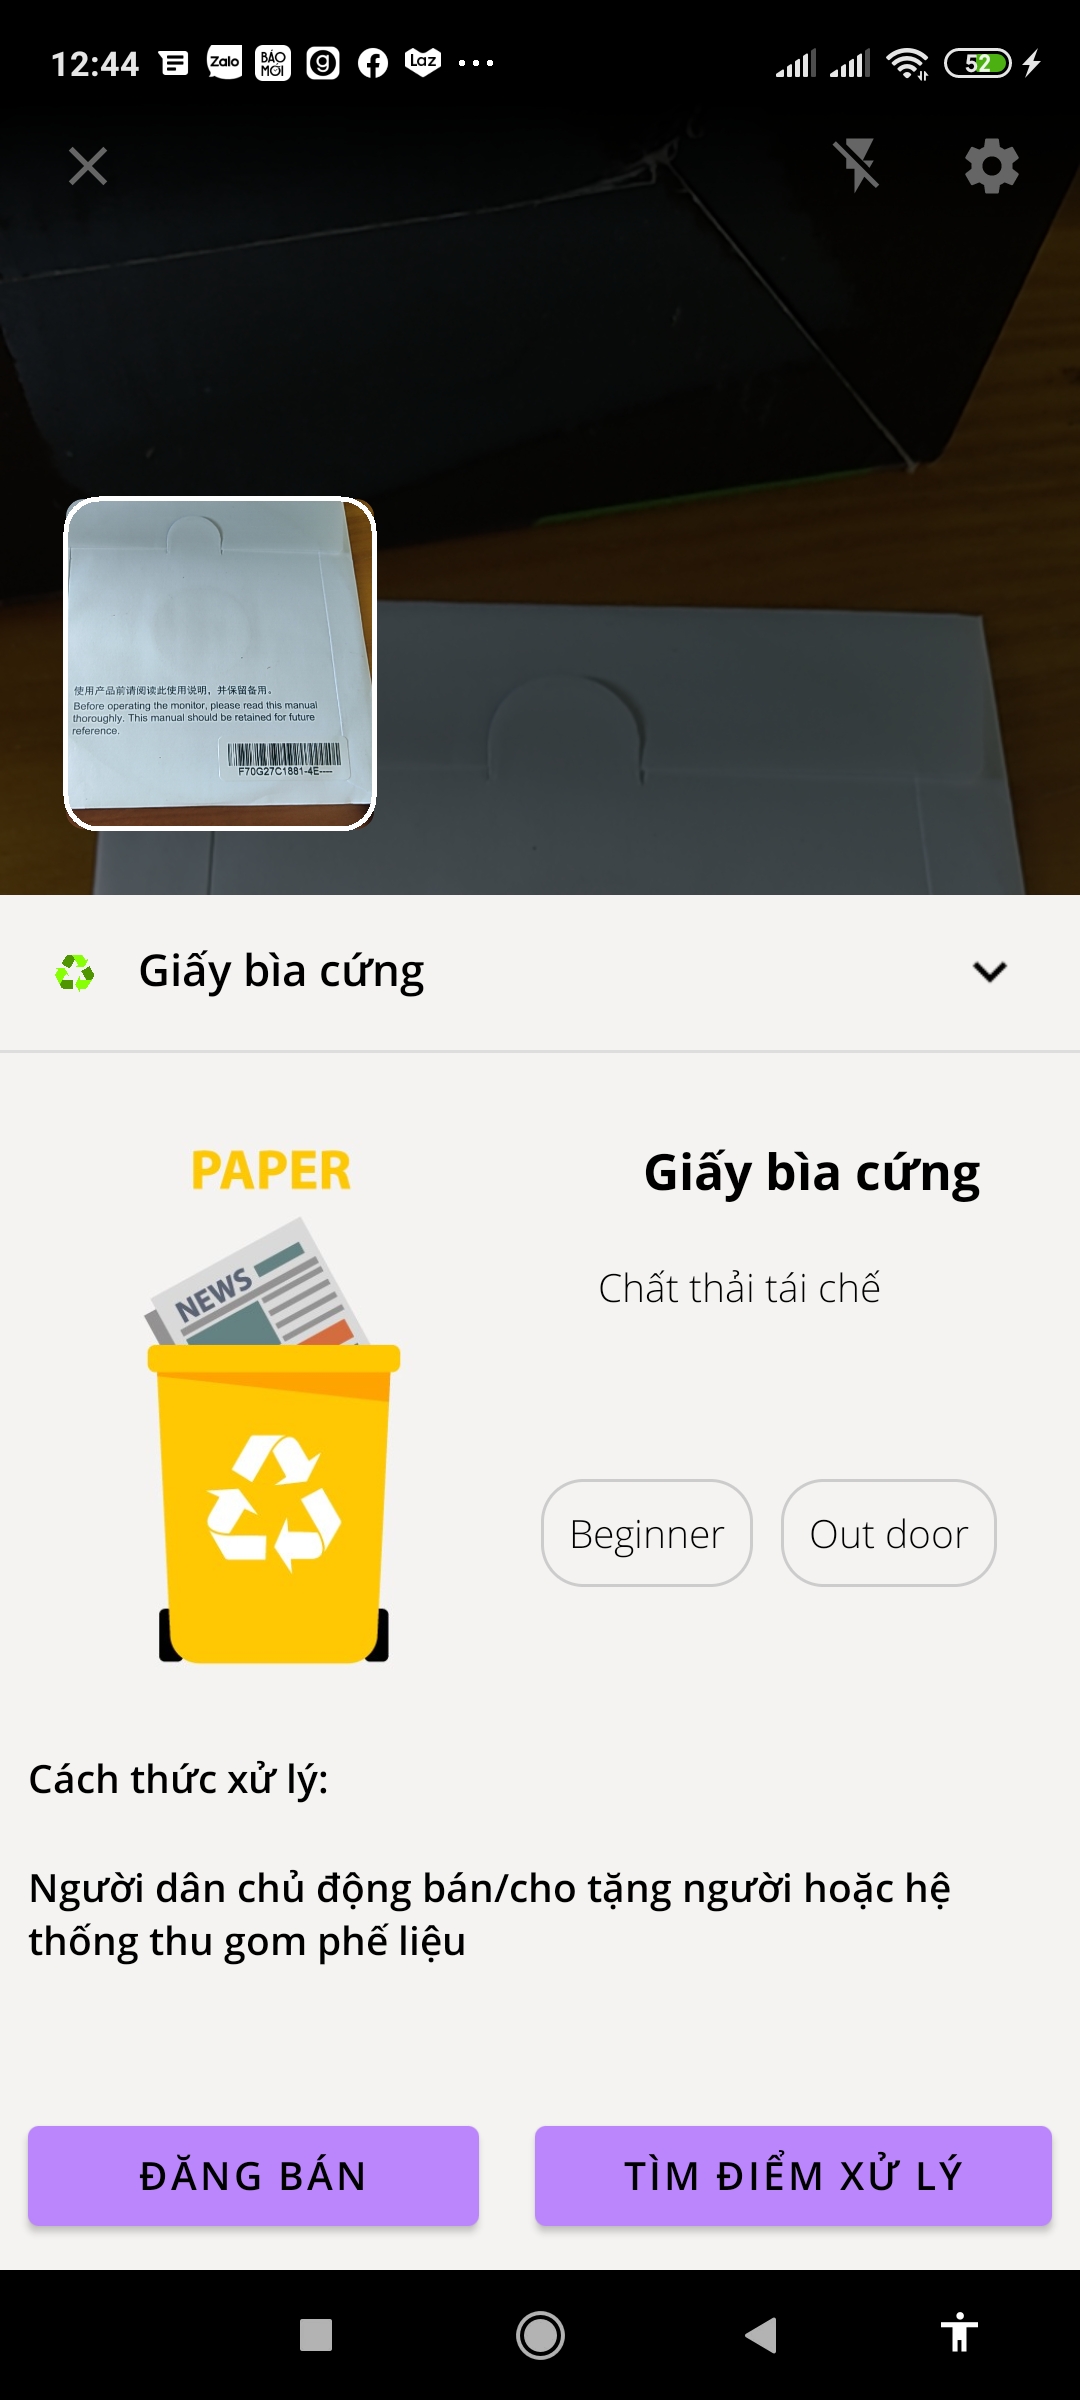 12:44
Zalo
BÁO
MỚI
Laz
52
使用产品前请阅读此使用说明，并保留备用。
Before operating the monitor, please read this manual
thoroughly. This manual should be retained for future
reference.
F70G27C1881-4E----
Giấy bìa cứng
PAPER
Giấy bìa cứng
NEWS
Chất thải tái chế
Beginner
Out door
Cách thức xử lý:
Người dân chủ động bán/cho tặng người hoặc hệ
thống thu gom phế liệu
ĐĂNG BÁN
TÌM ĐIỂM XỬ LÝ